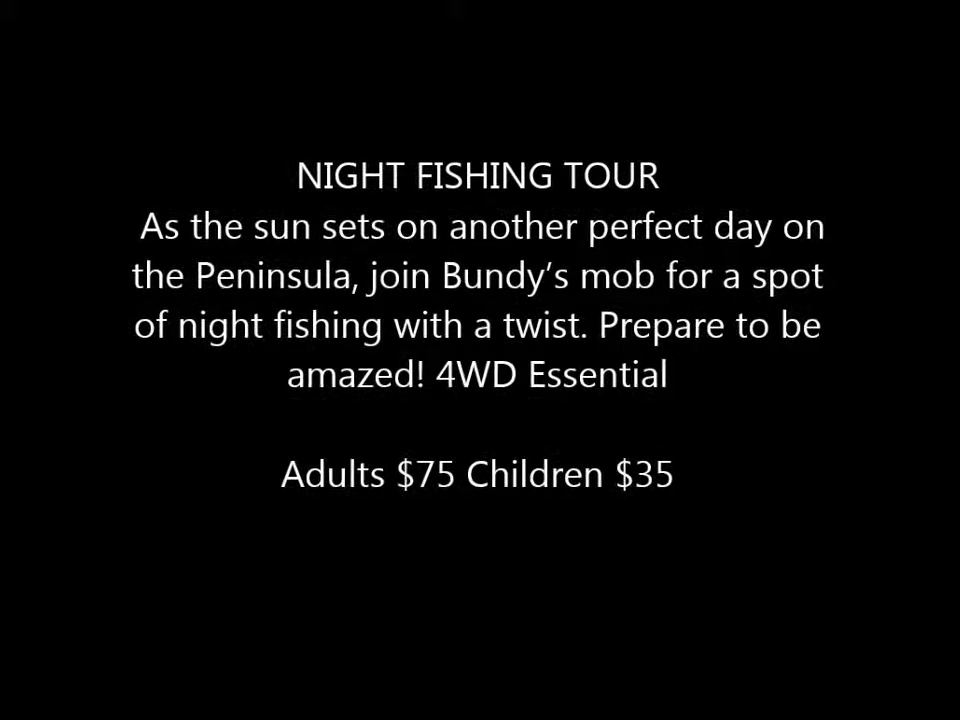 NIGHT FISHING TOUR
As the sun sets on another perfect day on
the Peninsula, join Bundy’s mob for a spot
of night fishing with a twist. Prepare to be
amazed! 4WD Essential
Adults $75 Children $35